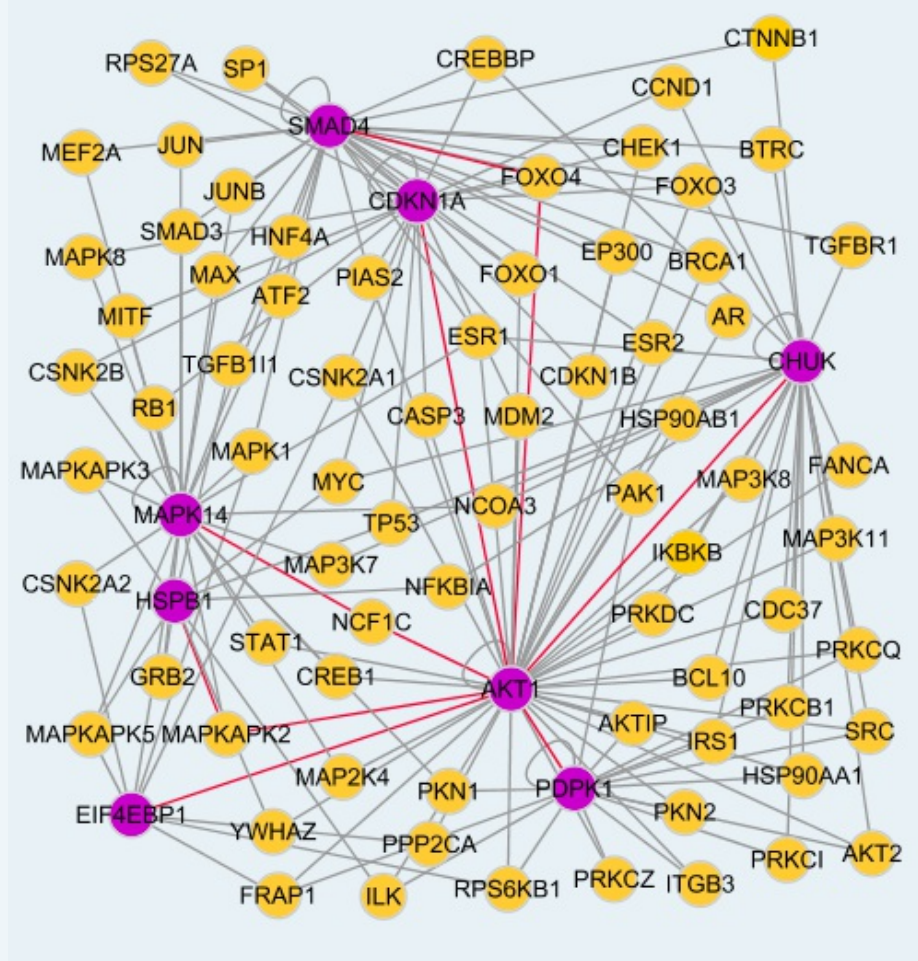 CTNNB1
RPS27A
SP1
CREBBP
CCND1
SMAD4
MEF2A
JUN
CHEK1
BTRC
JUNB
FOXO4
FOXO3
CDKN1A
SMAD3
HNF4A
MAPK8
MAX
PIAS2
FOXO1
EP300
BRCA1
TGFBR1
ATF2
MITF
AR
ESR1
ESR2
CSNK2B
TGFB1I1
CSNK2A1
CDKN1B
CHUK
RB1
CASP3
MDM2
HSP90AB1
MAPKAPK3
MAPK1
MYC
NCOA3
PAK1
MAP3K8
FANCA
MAPK14
TP53
MAP3K7
IKBKB
MAP3K11
CSNK2A2
HSPB1
NFKBIA
NCF1C
PRKDC
CDC37
STAT1
PRKCQ
GRB2
CREB1
AKT1
BCL10
MAPKAPK5
MAPKAPK2
AKTIP
PRKCB1
IRS1
SRC
MAP2K4
PKN1
PDPK1
HSP90AA1
EIF4EBP1
YWHAZ
PPP2CA
PKN2
PRKCI
AKT2
FRAP1
ILK
RPS6KB1
PRKCZ
ITGB3